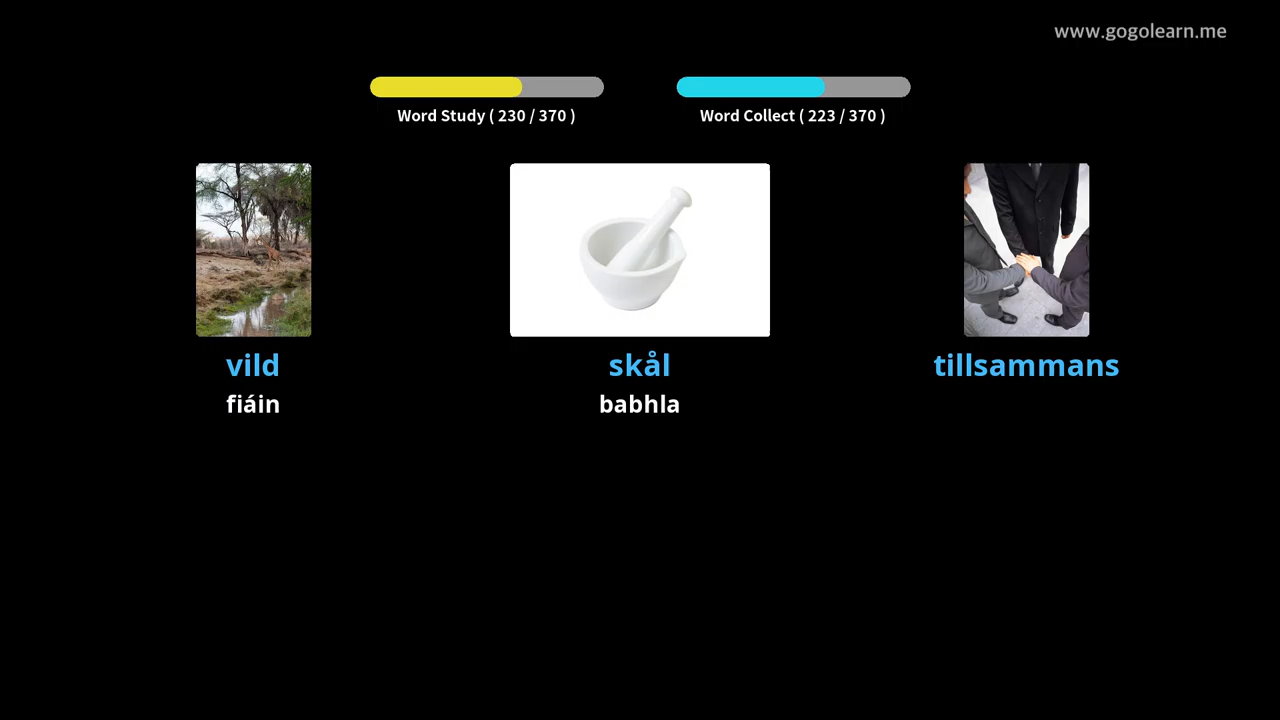 www.gogolearn.me
Word Study ( 230 / 370 )
Word Collect ( 223 / 370 )
vild
skål
tillsammans
fiáin
babhla